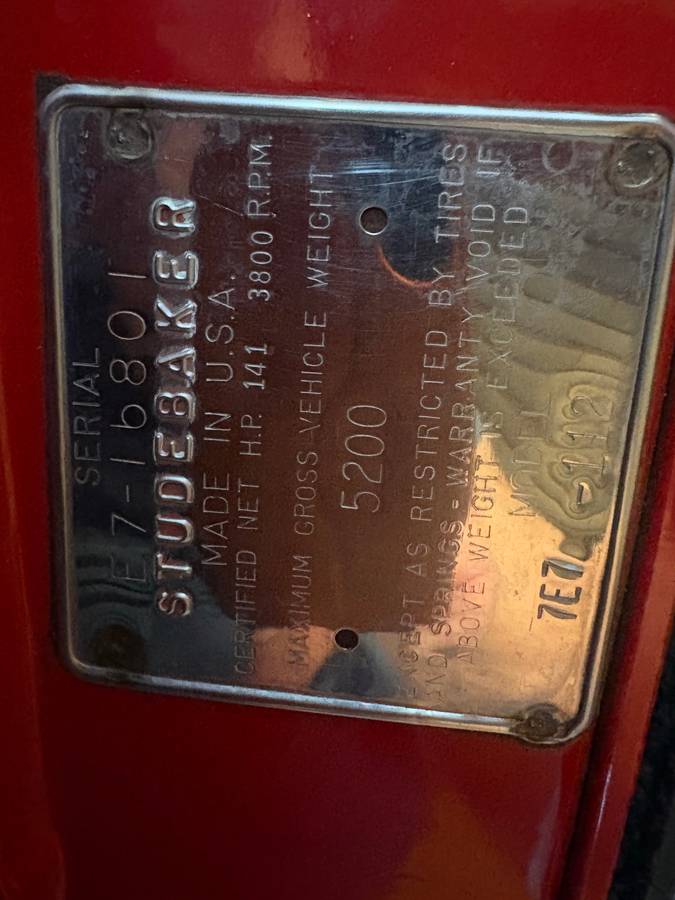 SERIAL
E7-16801
STUDEBAKER
MADE IN U.S.A.
CERTIFIED NET H.P. 141 3800 R.P.M.
MAXIMUM GROSS VEHICLE WEIGHT
5200
EXCEPT AS RESTRICTED BY TIRES
AND SPRINGS - WARRANTY VOID IF
ABOVE WEIGHT IS EXCEEDED
MODEL
7E7-112